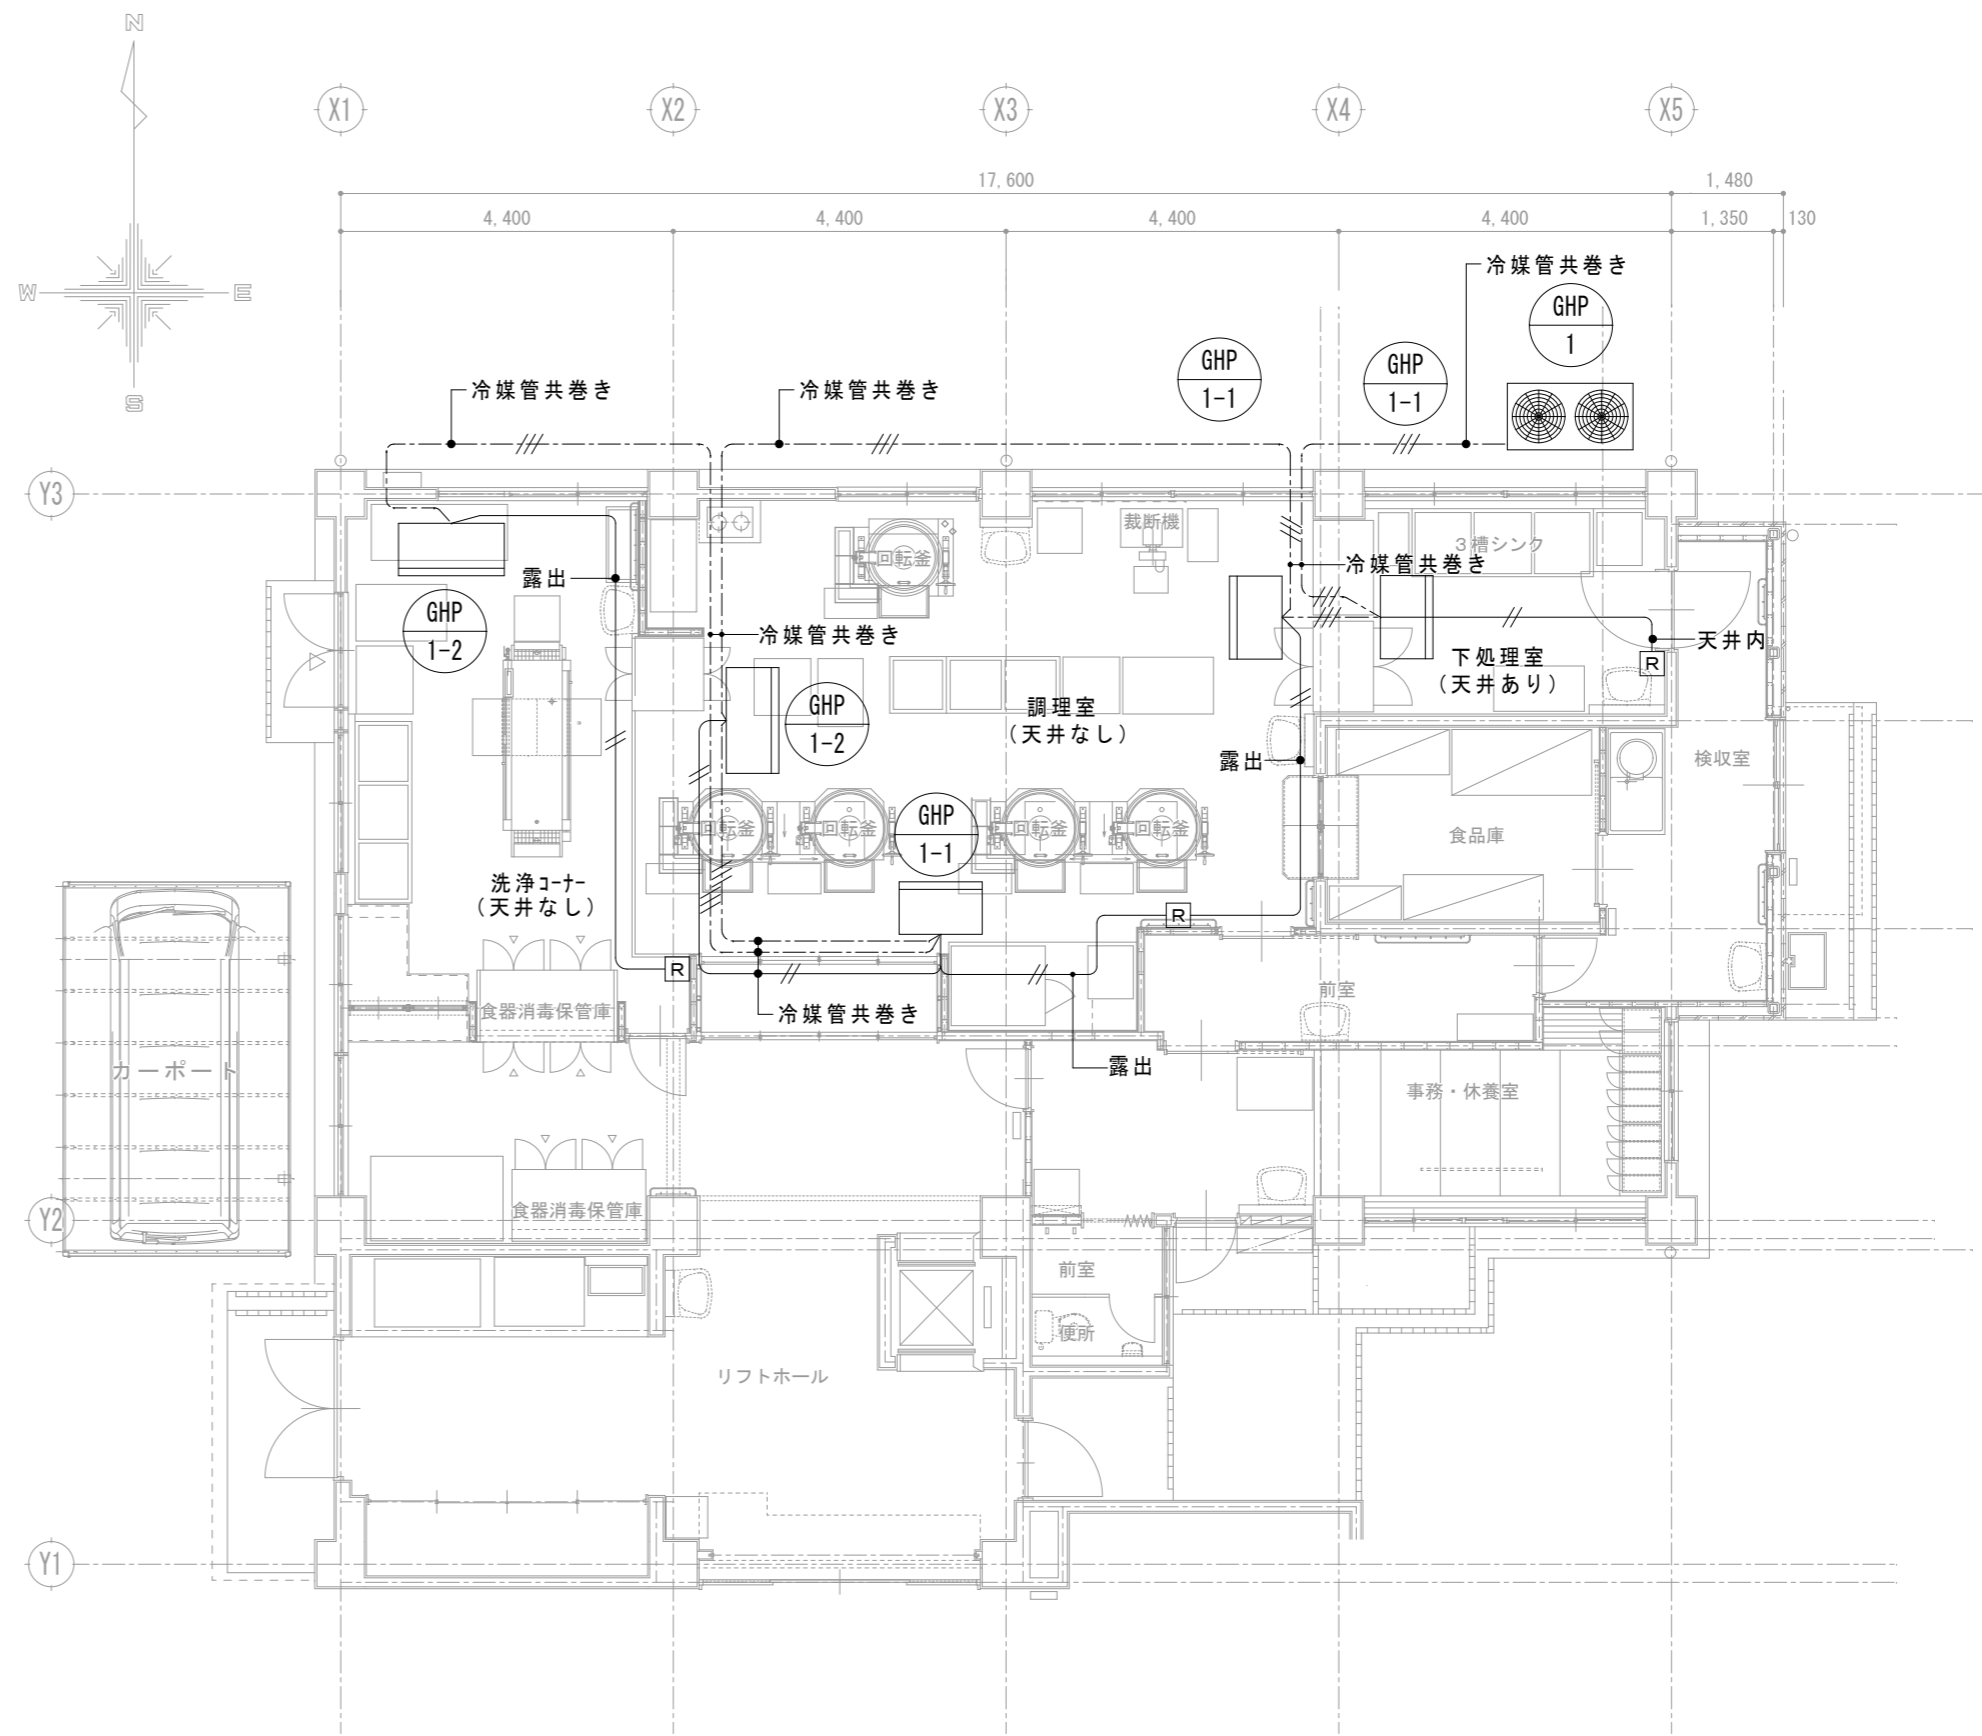 N
W
E
S
X1
X2
X3
X4
X5
17,600
1,480
4,400
4,400
4,400
4,400
1,350
130
冷媒管共巻き
GHP
1
GHP
1-1
GHP
1-1
冷媒管共巻き
冷媒管共巻き
Y3
裁断機
3槽シンク
回転釜
冷媒管共巻き
露出
GHP
1-2
冷媒管共巻き
天井内
R
下処理室
(天井あり)
GHP
1-2
調理室
(天井なし)
露出
検収室
GHP
1-1
回転釜
回転釜
回転釜
回転釜
食品庫
洗浄コーナー
(天井なし)
R
R
前室
食器消毒保管庫
冷媒管共巻き
露出
カーポート
事務・休養室
食器消毒保管庫
Y2
前室
便所
リフトホール
Y1